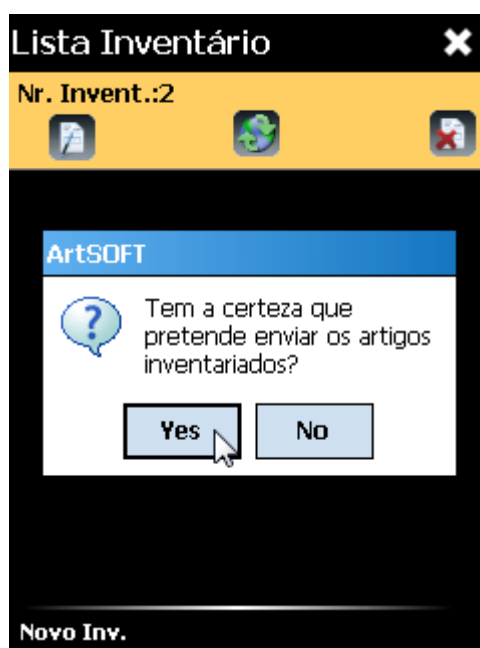 Lista Inventário
Nr. Invent.:2
ArtSOFT
Tem a certeza que
pretende enviar os artigos
inventariados?
Yes
No
Novo Inv.